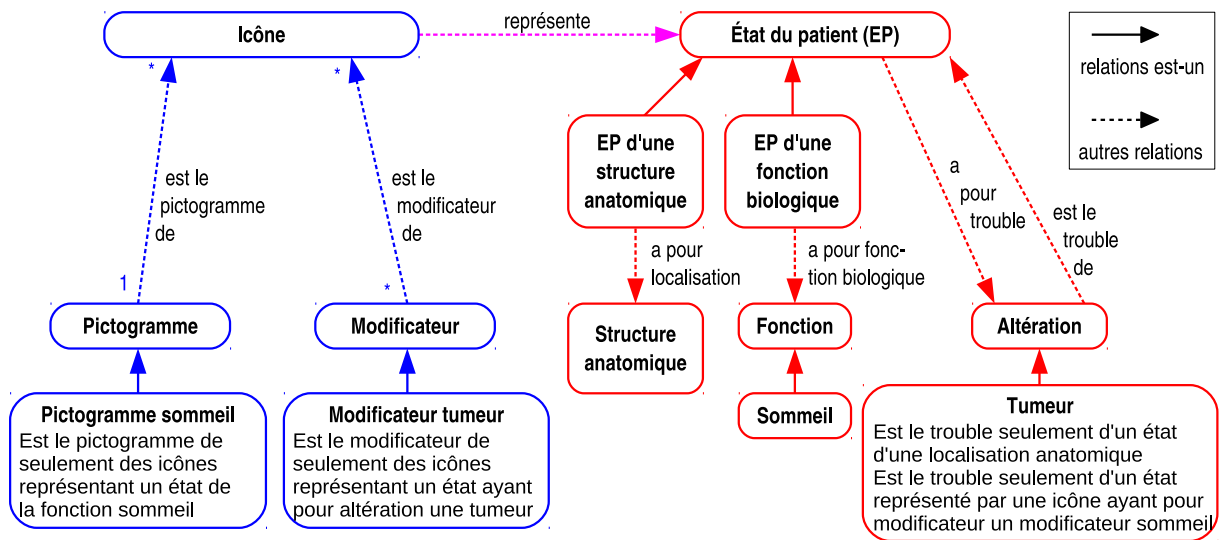 représente
Icône
État du patient (EP)
relations est-un
autres relations
*
*
EP d'une
structure
anatomique
EP d'une
fonction
biologique
est le
pictogramme
de
est le
modificateur
de
a
pour
trouble
est le
trouble
de
a pour
localisation
a pour fonc-
tion biologique
1
*
Pictogramme
Modificateur
Structure
anatomique
Fonction
Altération
Pictogramme sommeil
Est le pictogramme de
seulement des icônes
représentant un état de
la fonction sommeil
Modificateur tumeur
Est le modificateur de
seulement des icônes
représentant un état ayant
pour altération une tumeur
Sommeil
Tumeur
Est le trouble seulement d'un état
d'une localisation anatomique
Est le trouble seulement d'un état
représenté par une icône ayant pour
modificateur un modificateur sommeil